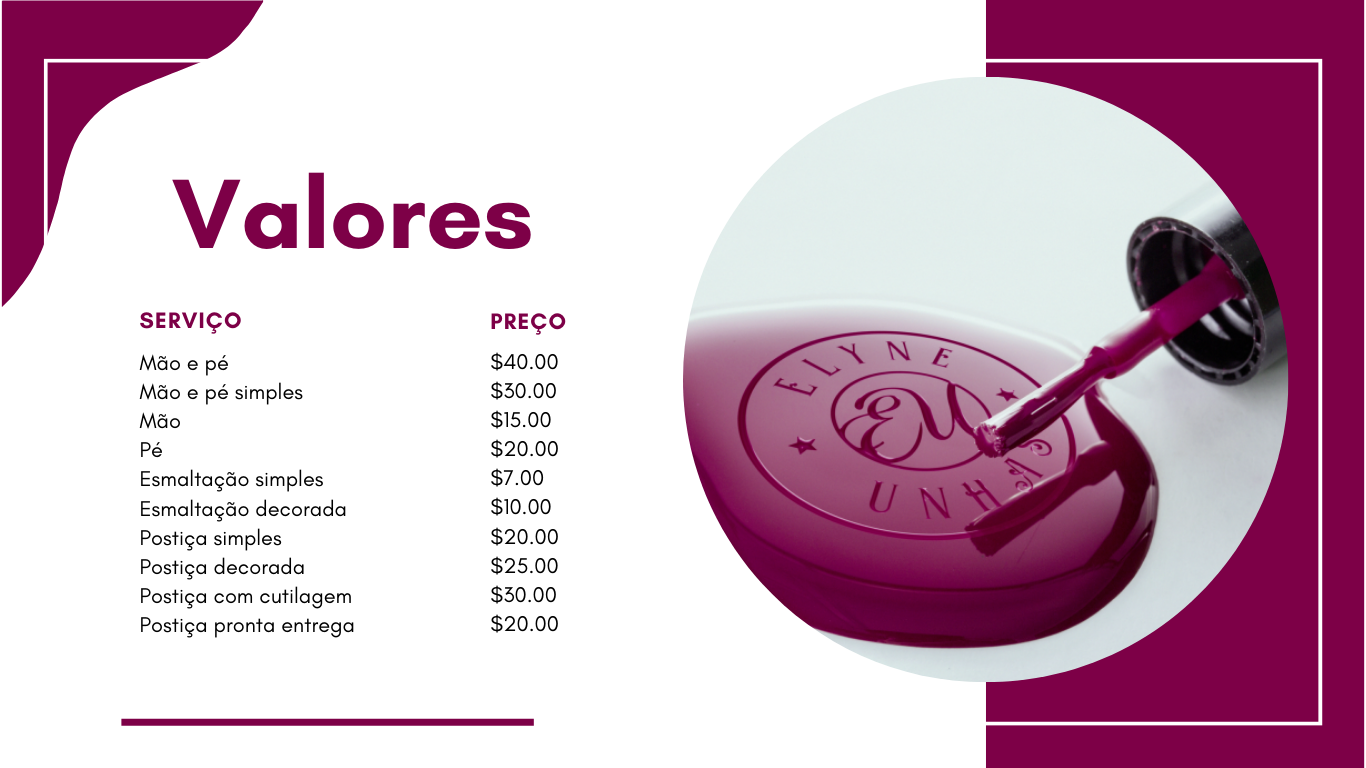 Valores
SERVIÇO PREÇO
Mão e pé $40.00
Mão e pé simples $30.00
Mão $15.00
Pé $20.00
Esmaltação simples $7.00
Esmaltação decorada $10.00
Postiça simples $20.00
Postiça decorada $25.00
Postiça com cutilagem $30.00
Postiça pronta entrega $20.00
ELYNE
EM